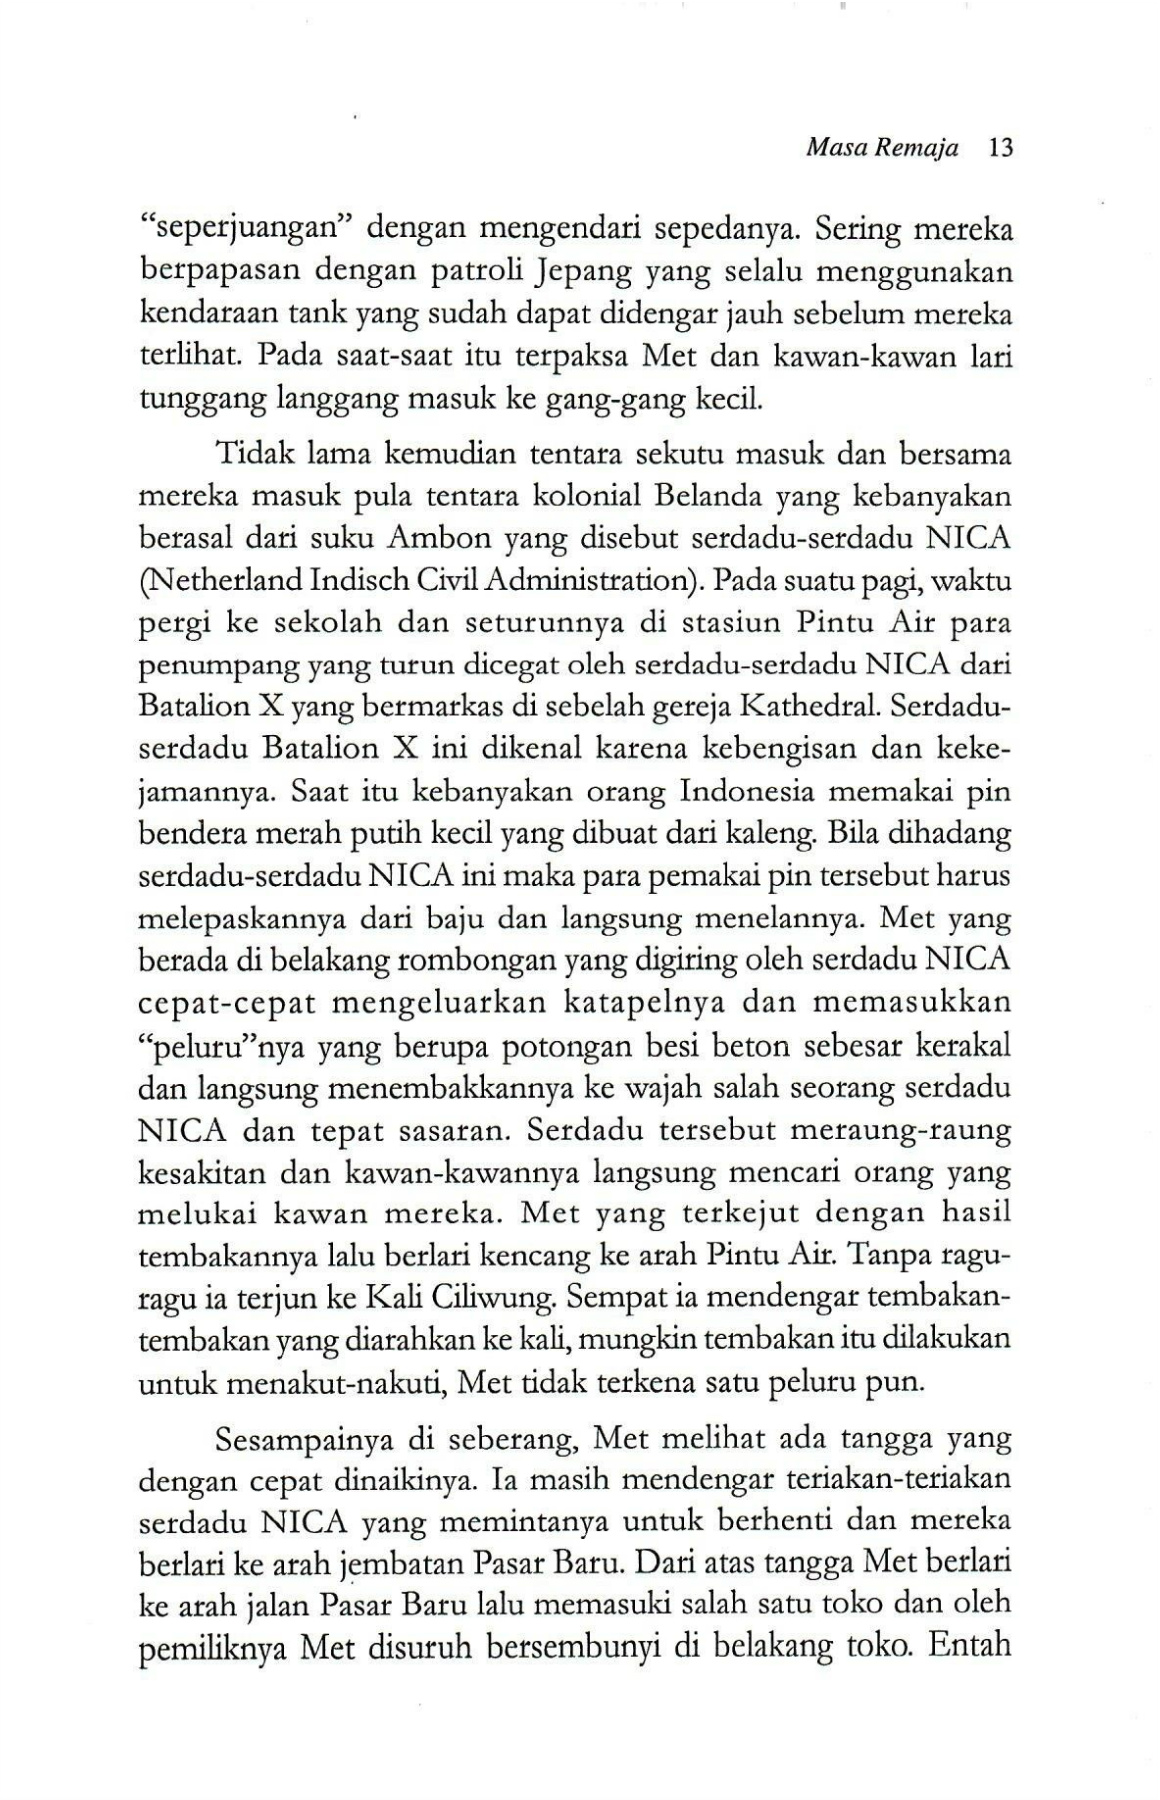 Masa Remaja 13
“seperjuangan” dengan mengendari sepedanya. Sering mereka
berpapasan dengan patroli Jepang yang selalu menggunakan
kendaraan tank yang sudah dapat didengar jauh sebelum mereka
terlihat. Pada saat-saat itu terpaksa Met dan kawan-kawan lari
tunggang langgang masuk ke gang-gang kecil.
Tidak lama kemudian tentara sekutu masuk dan bersama
mereka masuk pula tentara kolonial Belanda yang kebanyakan
berasal dari suku Ambon yang disebut serdadu-serdadu NICA
(Netherland Indisch Civil Administration). Pada suatu pagi, waktu
pergi ke sekolah dan seturunnya di stasiun Pintu Air para
penumpang yang turun dicegat oleh serdadu-serdadu NICA dari
Batalion X yang bermarkas di sebelah gereja Kathedral. Serdadu-
serdadu Batalion X ini dikenal karena kebengisan dan keke-
jamannya. Saat itu kebanyakan orang Indonesia memakai pin
bendera merah putih kecil yang dibuat dari kaleng. Bila dihadang
serdadu-serdadu NICA ini maka para pemakai pin tersebut harus
melepaskannya dari baju dan langsung menelannya. Met yang
berada di belakang rombongan yang digiring oleh serdadu NICA
cepat-cepat mengeluarkan katapelnya dan memasukkan
“peluru”nya yang berupa potongan besi beton sebesar kerakal
dan langsung menembakkannya ke wajah salah seorang serdadu
NICA dan tepat sasaran. Serdadu tersebut meraung-raung
kesakitan dan kawan-kawannya langsung mencari orang yang
melukai kawan mereka. Met yang terkejut dengan hasil
tembakannya lalu berlari kencang ke arah Pintu Air. Tanpa ragu-
ragu ia terjun ke Kali Ciliwung. Sempat ia mendengar tembakan-
tembakan yang diarahkan ke kali, mungkin tembakan itu dilakukan
untuk menakut-nakuti, Met tidak terkena satu peluru pun.
Sesampainya di seberang, Met melihat ada tangga yang
dengan cepat dinaikinya. Ia masih mendengar teriakan-teriakan
serdadu NICA yang memintanya untuk berhenti dan mereka
berlari ke arah jembatan Pasar Baru. Dari atas tangga Met berlari
ke arah jalan Pasar Baru lalu memasuki salah satu toko dan oleh
pemiliknya Met disuruh bersembunyi di belakang toko. Entah